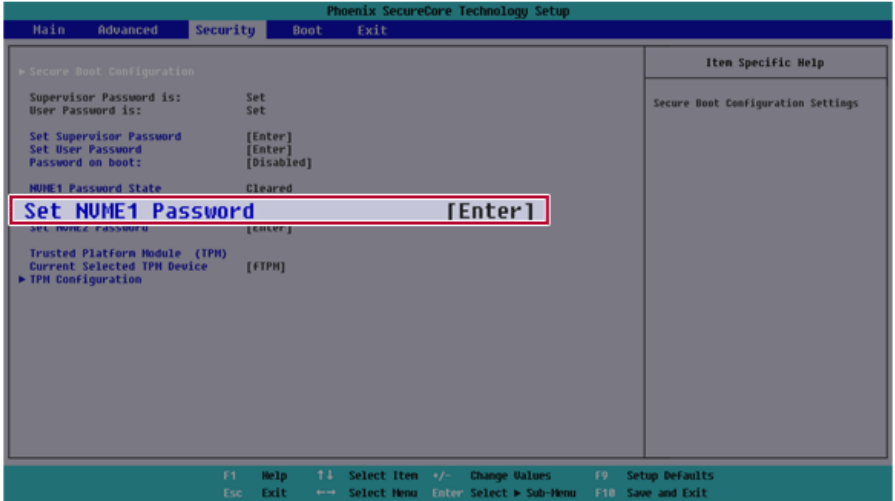 Phoenix SecureCore Technology Setup
Main Advanced Security Boot Exit
Item Specific Help
▶ Secure Boot Configuration
Secure Boot Configuration Settings
Supervisor Password is: Set
User Password is: Set
Set Supervisor Password [Enter]
Set User Password [Enter]
Password on boot: [Disabled]
NVME1 Password State Cleared
Set NVME1 Password [Enter]
Set NVME2 Password [Enter]
Trusted Platform Module (TPM)
Current Selected TPM Device [fTPM]
▶ TPM Configuration
F1 Help ↑↓ Select Item +/- Change Values F9 Setup Defaults
Esc Exit ←→ Select Menu Enter Select ▶ Sub-Menu F10 Save and Exit